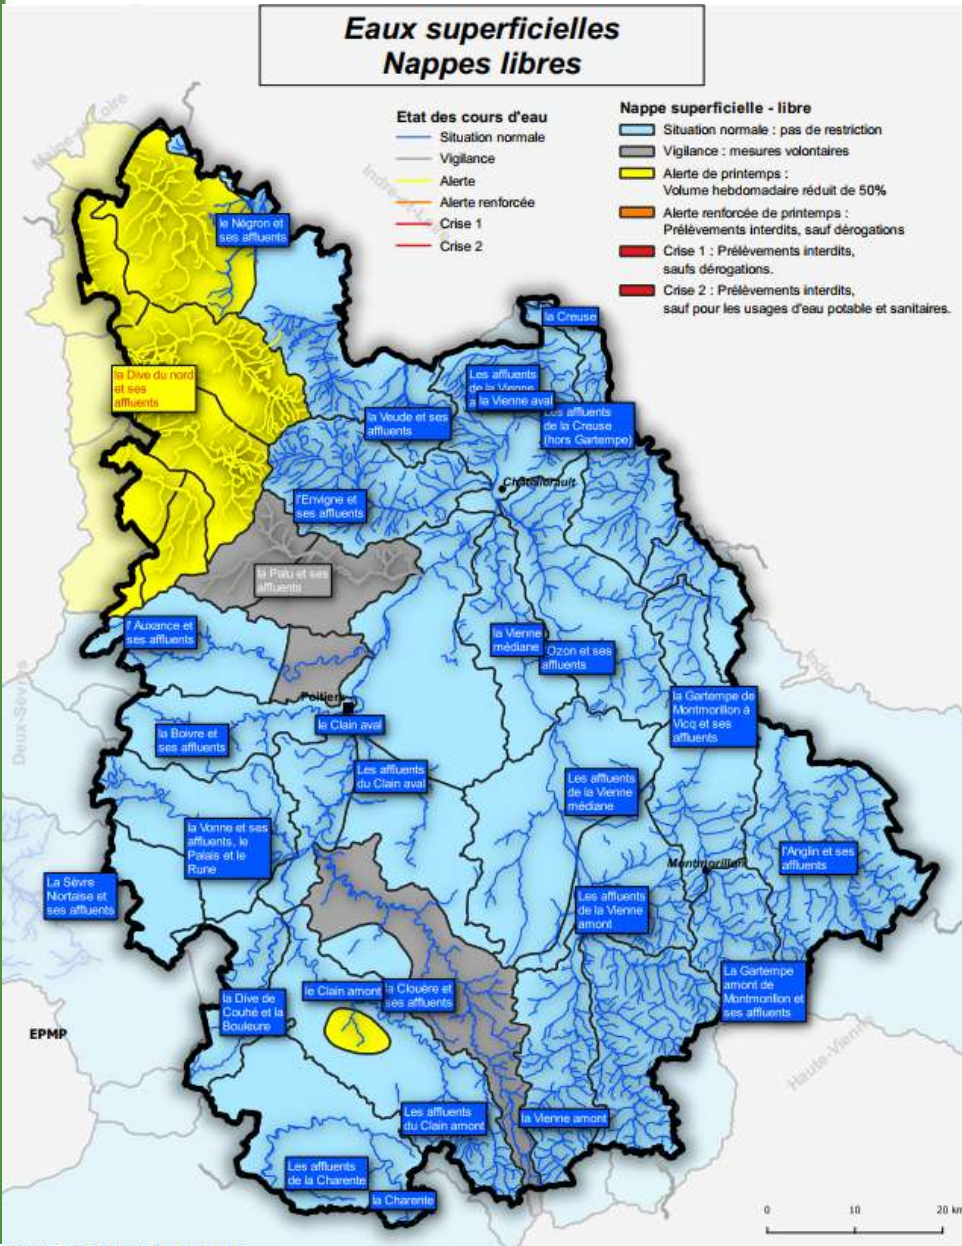 Eaux superficielles
Nappes libres
Etat des cours d'eau
Situation normale
Vigilance
Alerte
Alerte renforcée
Crise 1
Crise 2
Nappe superficielle - libre
Situation normale : pas de restriction
Vigilance : mesures volontaires
Alerte de printemps :
Volume hebdomadaire réduit de 50%
Alerte renforcée de printemps :
Prélèvements interdits, sauf dérogations
Crise 1 : Prélèvements interdits,
saufs dérogations.
Crise 2 : Prélèvements interdits,
sauf pour les usages d'eau potable et sanitaires.
le Négron et
ses affluents
la Creuse
la Dive du nord
et ses
affluents
Les affluents
de la Vienne
la Vienne aval
la Veude et ses
affluents
Les affluents
de la Creuse
(hors Gartempe)
Châtellerault
l'Envigne et
ses affluents
la Palu et ses
affluents
l'Auxance et
ses affluents
la Vienne
médiane
Ozon et ses
affluents
Deux-Sèvres
Poitiers
la Gartempe de
Montmorillon à
Vicq et ses
affluents
le Clain aval
la Boivre et
ses affluents
Les affluents
du Clain aval
Les affluents
de la Vienne
médiane
la Vonne et ses
affluents, le
Palais et le
Rune
Montmorillon
l'Anglin et ses
affluents
La Sèvre
Niortaise et
ses affluents
Les affluents
de la Vienne
amont
le Clain amont
la Clouère et
ses affluents
la Dive de
Couhé et la
Bouleure
La Gartempe
amont de
Montmorillon et
ses affluents
EPMP
Haute-Vienne
Les affluents
du Clain amont
la Vienne amont
Les affluents
de la Charente
la Charente
0 10 20 km